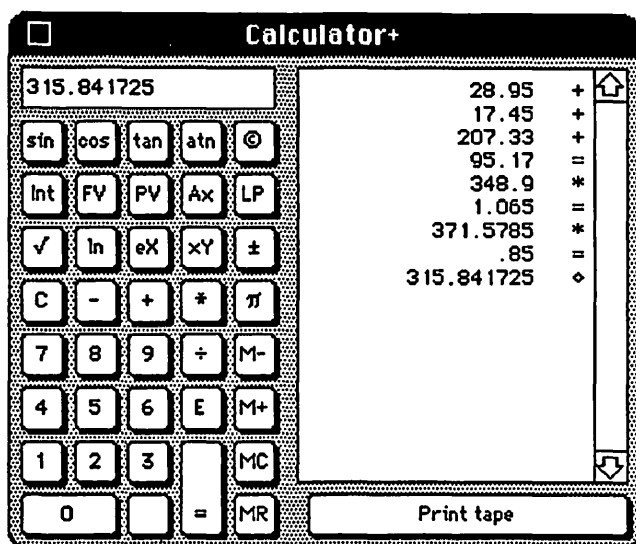 Calculator+
315.841725
sin cos tan atn ©
Int FV PV Ax LP
√ ln eX xY ±
C - + * π
7 8 9 ÷ M-
4 5 6 E M+
1 2 3 MC
0 = MR
28.95 +
17.45 +
207.33 +
95.17 =
348.9 *
1.065 =
371.5785 *
.85 =
315.841725 ◇
Print tape